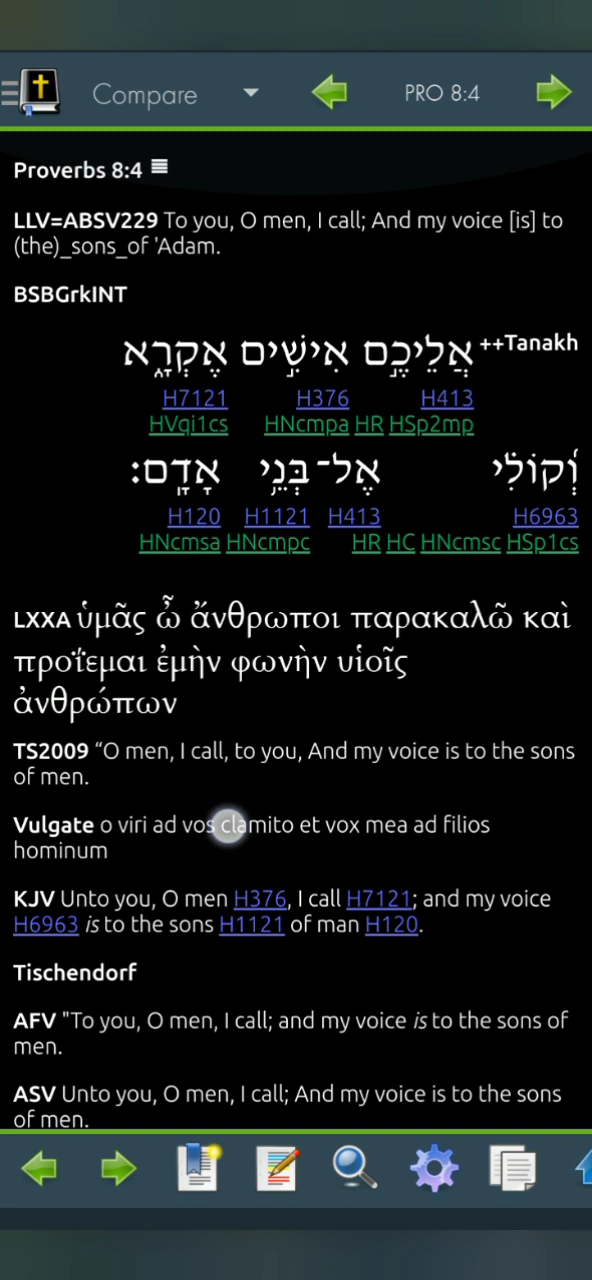 Compare
PRO 8:4
Proverbs 8:4
LLV=ABSV229 To you, O men, I call; And my voice [is] to
(the)_sons_of 'Adam.
BSBGrkINT
++Tanakh אֲלֵיכֶ֣ם אִישִׁ֣ים אֶקְרָ֑א
H7121 H376 H413
HVqi1cs HNcmpa HR HSp2mp
וְ֝קוֹלִ֗י אֶל־ בְּנֵ֥י אָדָֽם׃
H120 H1121 H413 H6963
HNcmsa HNcmpc HR HC HNcmsc HSp1cs
LXXA ὑμᾶς ὦ ἄνθρωποι παρακαλῶ καὶ
προΐεμαι ἐμὴν φωνὴν υἱοῖς
ἀνθρώπων
TS2009 “O men, I call, to you, And my voice is to the sons
of men.
Vulgate o viri ad vos clamito et vox mea ad filios
hominum
KJV Unto you, O men H376, I call H7121; and my voice
H6963 is to the sons H1121 of man H120.
Tischendorf
AFV "To you, O men, I call; and my voice is to the sons of
men.
ASV Unto you, O men, I call; And my voice is to the sons
of men.